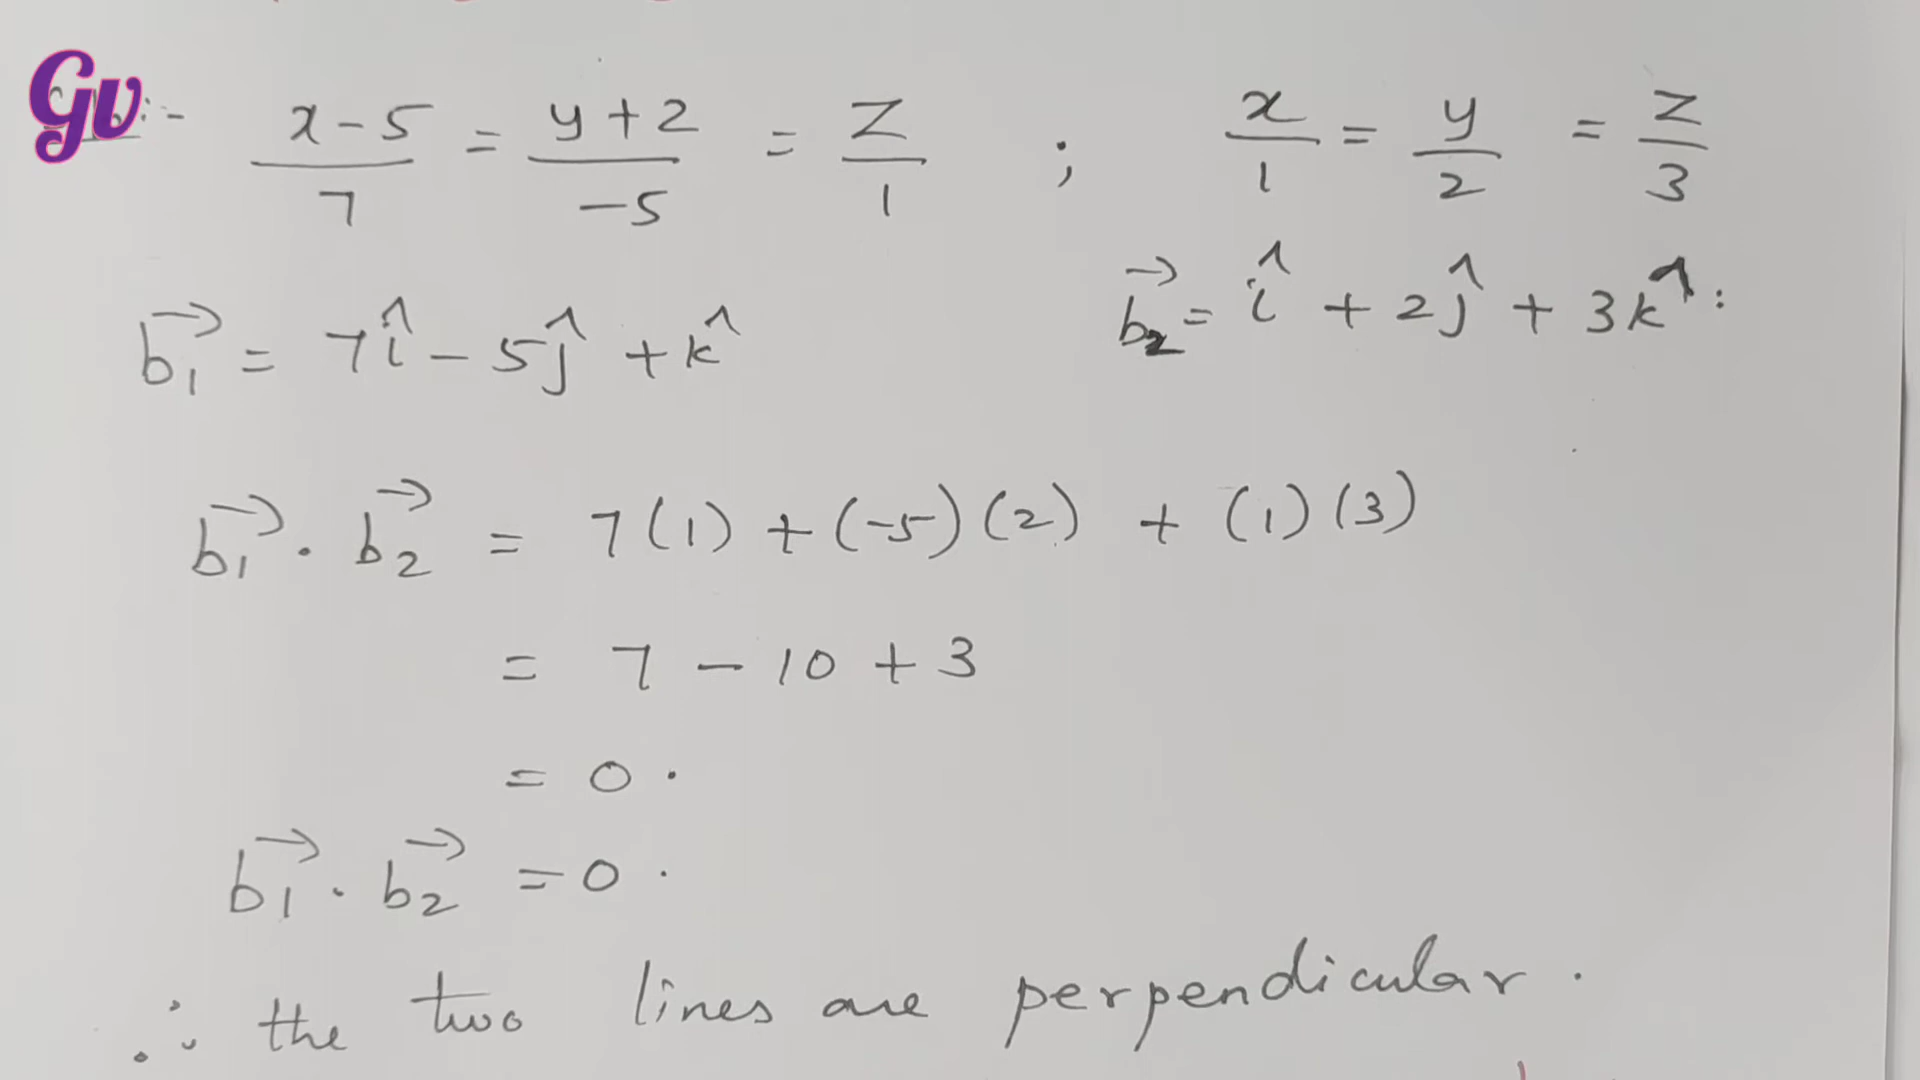 Gv :-
x-5/7 = y+2/-5 = z/1 ; x/1 = y/2 = z/3
b₁⃗ = 7î - 5ĵ + k̂ b₂⃗ = î + 2ĵ + 3k̂ :
b₁⃗ . b₂⃗ = 7(1) + (-5)(2) + (1)(3)
= 7 - 10 + 3
= 0 .
b₁⃗ . b₂⃗ = 0 .
∴ the two lines are perpendicular .